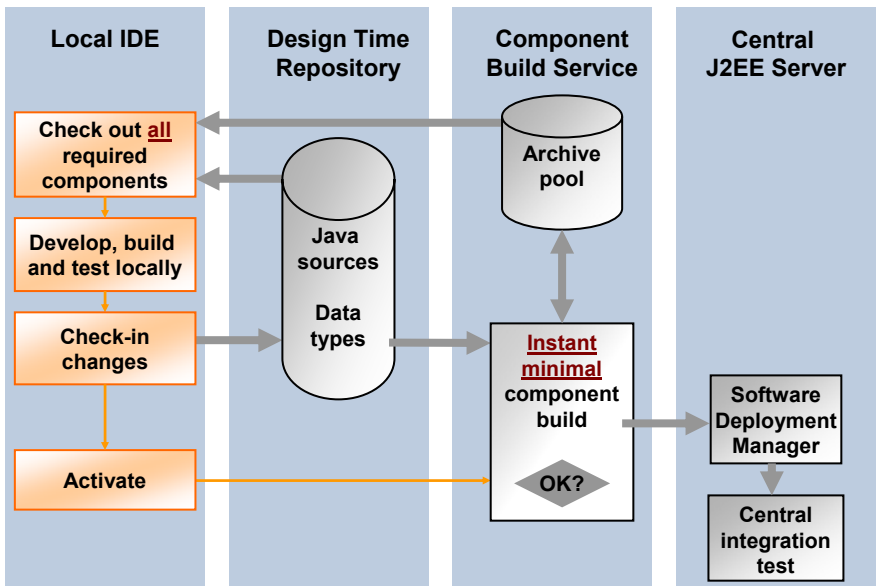 Local IDE
Design Time
Repository
Component
Build Service
Central
J2EE Server
Check out all
required
components
Develop, build
and test locally
Check-in
changes
Activate
Java
sources
Data
types
Archive
pool
Instant
minimal
component
build
OK?
Software
Deployment
Manager
Central
integration
test